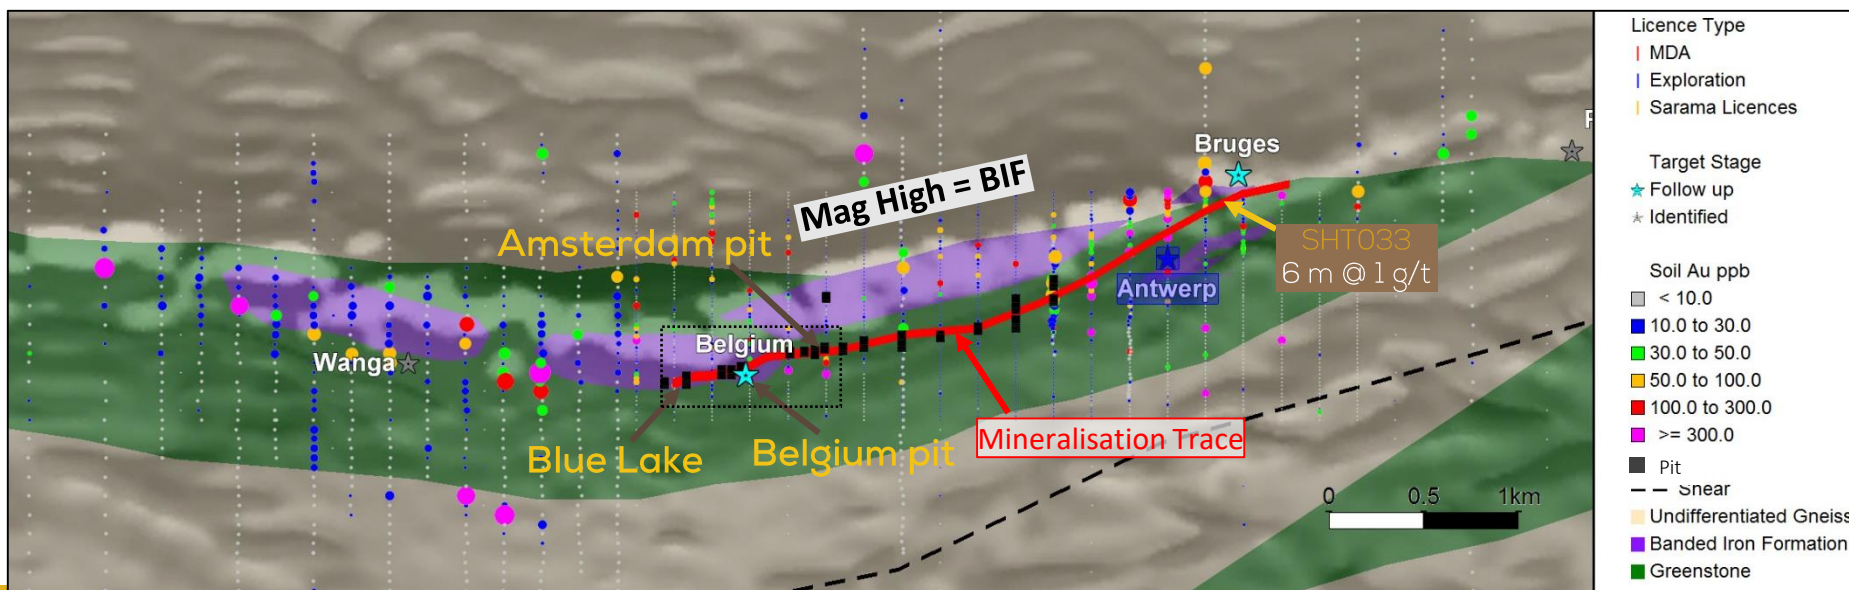 Mag High = BIF
Amsterdam pit
Bruges
SHT033
6 m @ 1 g/t
Antwerp
Belgium
Wanga
Blue Lake
Belgium pit
Mineralisation Trace
0 0.5 1km
Licence Type
MDA
Exploration
Sarama Licences
Target Stage
Follow up
Identified
Soil Au ppb
< 10.0
10.0 to 30.0
30.0 to 50.0
50.0 to 100.0
100.0 to 300.0
>= 300.0
Pit
Shear
Undifferentiated Gneiss
Banded Iron Formation
Greenstone